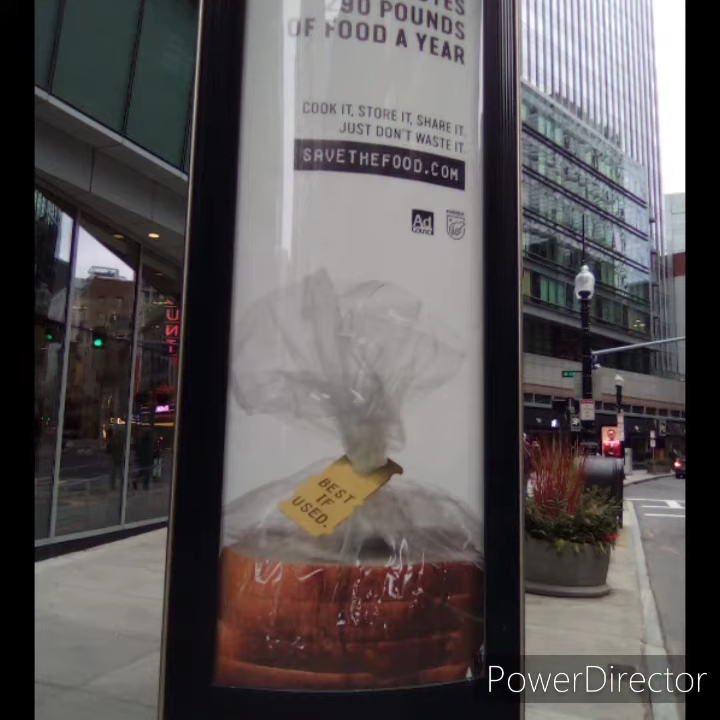 290 POUNDS
OF FOOD A YEAR
COOK IT, STORE IT, SHARE IT.
JUST DON'T WASTE IT.
SAVETHEFOOD.COM
Ad
Council
BEST
IF
USED.
PowerDirector